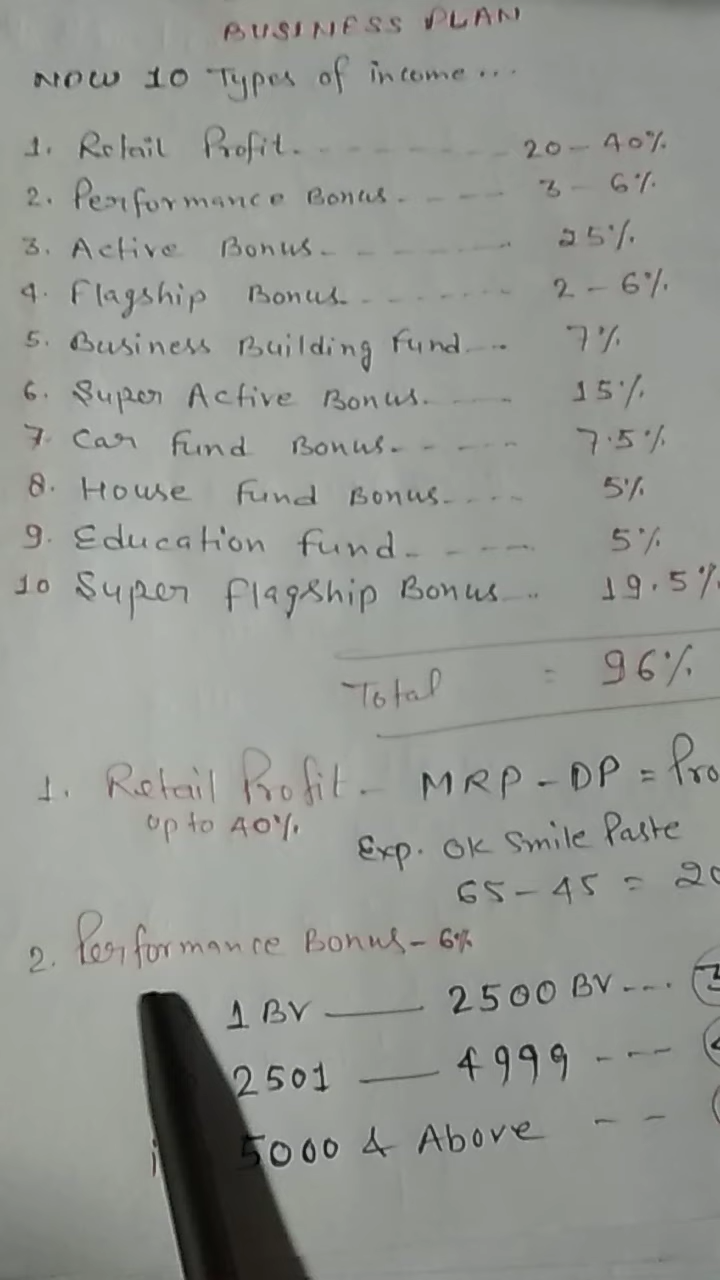 BUSINESS PLAN
NOW 10 Types of income...
1. Retail Profit. - - - - - - - - 20 - 40%
2. Performance Bonus. - - - - 3 - 6%
3. Active Bonus. - - - - - - - 25%
4. Flagship Bonus. - - - - - - 2 - 6%
5. Business Building Fund.... 7%
6. Super Active Bonus. - - - - 15%
7. Car Fund Bonus. - - - - - 7.5%
8. House Fund Bonus. - - - - 5%
9. Education Fund. - - - - - 5%
10 Super Flagship Bonus... 19.5%
Total = 96%
1. Retail Profit - MRP - DP = Pro
up to 40%
Exp. OK Smile Paste
65 - 45 = 20
2. Performance Bonus - 6%
1 BV —— 2500 BV ....
2501 —— 4999 - - -
5000 & Above - -